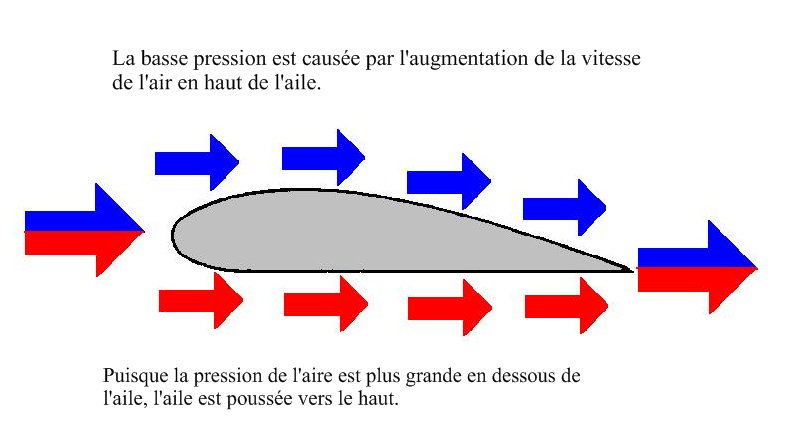 La basse pression est causée par l'augmentation de la vitesse
de l'air en haut de l'aile.
Puisque la pression de l'aire est plus grande en dessous de
l'aile, l'aile est poussée vers le haut.